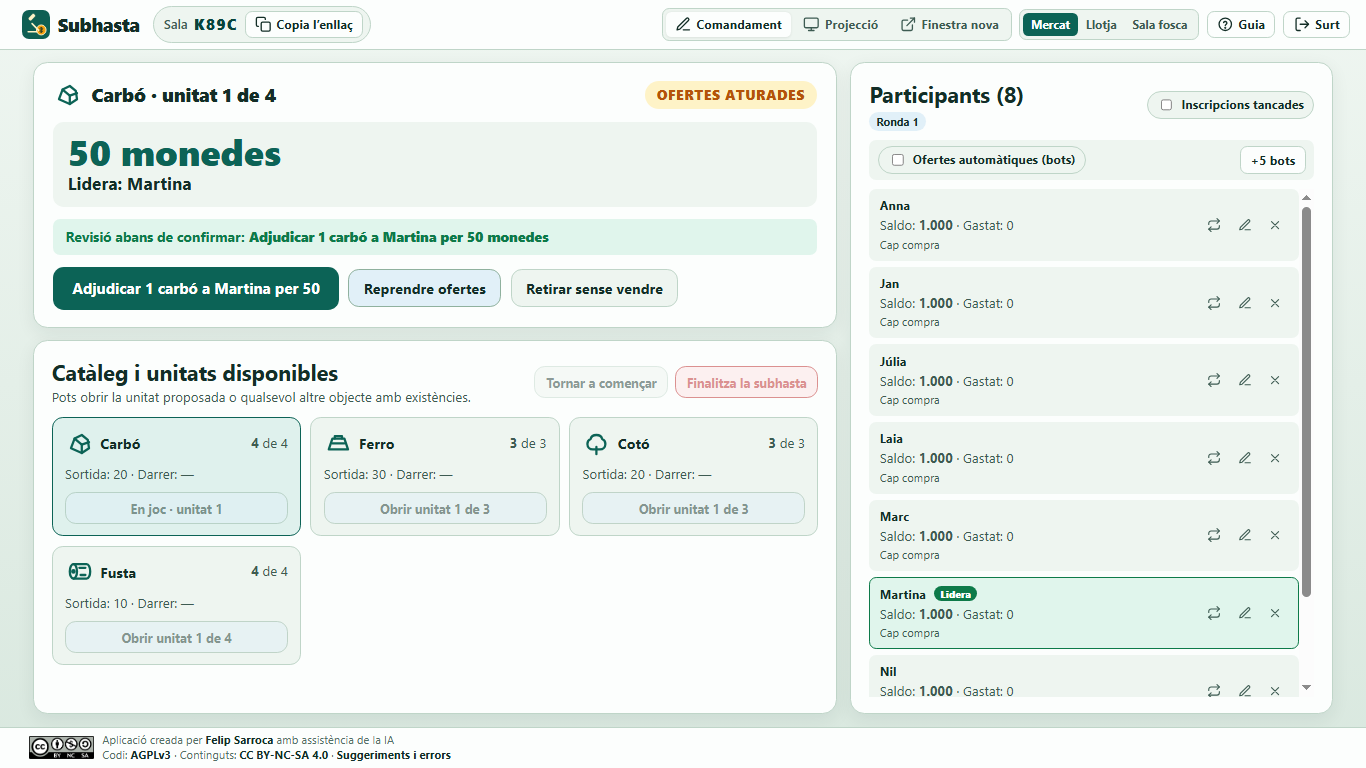 Subhasta
Sala K89C Copia l'enllaç
Comandament Projecció Finestra nova
Mercat Llotja Sala fosca
Guia Surt
Carbó · unitat 1 de 4
OFERTES ATURADES
50 monedes
Lidera: Martina
Revisió abans de confirmar: Adjudicar 1 carbó a Martina per 50 monedes
Adjudicar 1 carbó a Martina per 50 Reprendre ofertes Retirar sense vendre
Catàleg i unitats disponibles
Pots obrir la unitat proposada o qualsevol altre objecte amb existències.
Tornar a començar Finalitza la subhasta
Carbó 4 de 4
Sortida: 20 · Darrer: —
En joc · unitat 1
Ferro 3 de 3
Sortida: 30 · Darrer: —
Obrir unitat 1 de 3
Cotó 3 de 3
Sortida: 20 · Darrer: —
Obrir unitat 1 de 3
Fusta 4 de 4
Sortida: 10 · Darrer: —
Obrir unitat 1 de 4
Participants (8)
Ronda 1
Inscripcions tancades
Ofertes automàtiques (bots) +5 bots
Anna
Saldo: 1.000 · Gastat: 0
Cap compra
Jan
Saldo: 1.000 · Gastat: 0
Cap compra
Júlia
Saldo: 1.000 · Gastat: 0
Cap compra
Laia
Saldo: 1.000 · Gastat: 0
Cap compra
Marc
Saldo: 1.000 · Gastat: 0
Cap compra
Martina Lidera
Saldo: 1.000 · Gastat: 0
Cap compra
Nil
Saldo: 1.000 · Gastat: 0
CC BY NC SA
Aplicació creada per Felip Sarroca amb assistència de la IA
Codi: AGPLv3 · Continguts: CC BY-NC-SA 4.0 · Suggeriments i errors